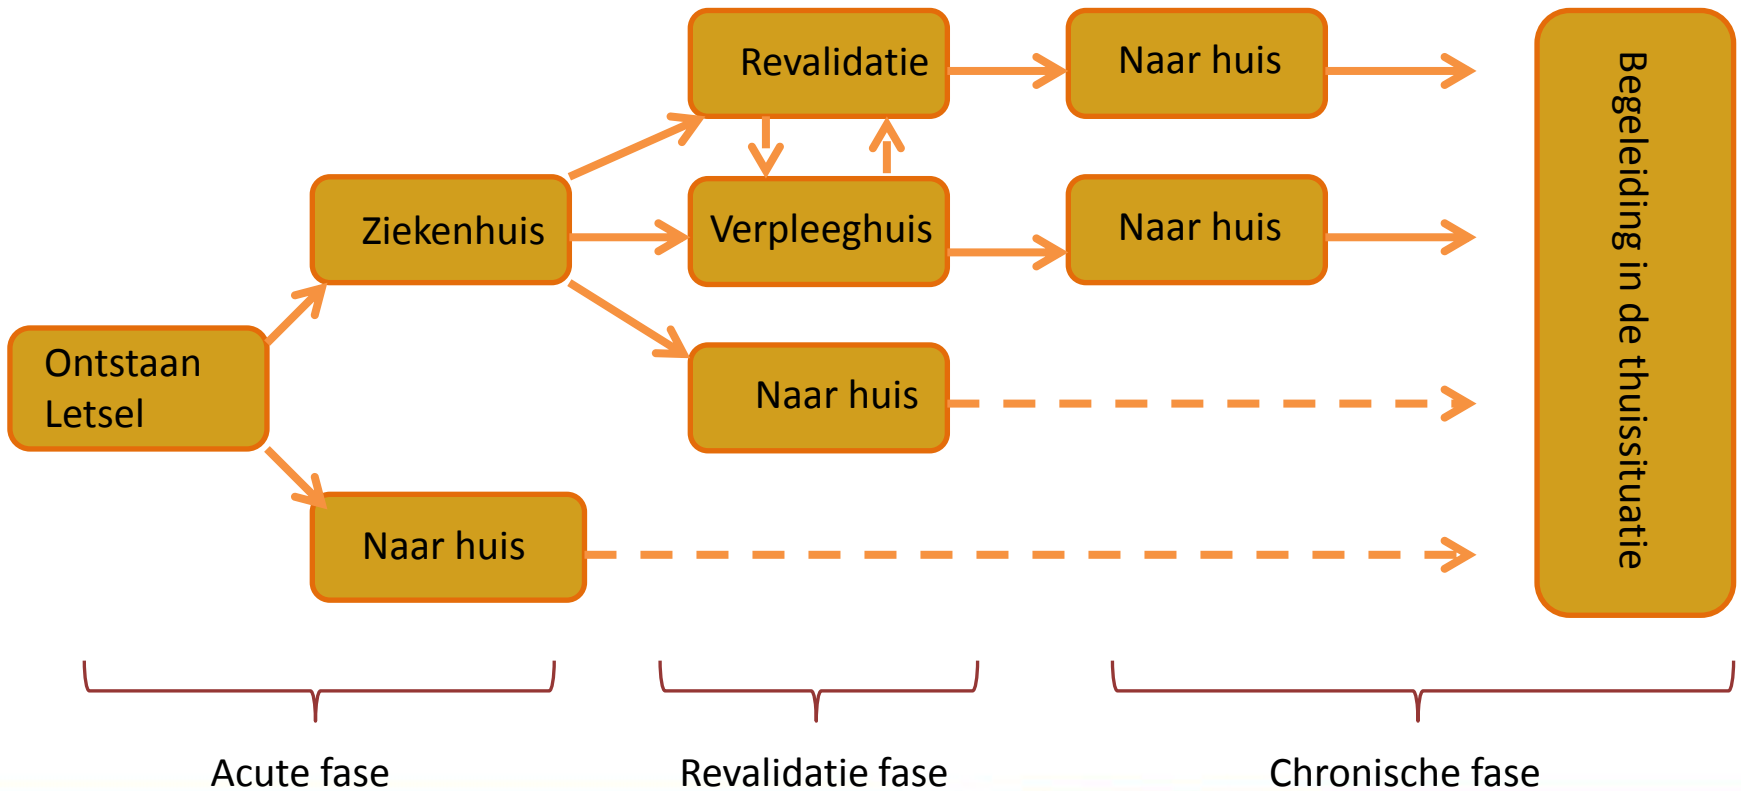 Revalidatie
Naar huis
Ziekenhuis
Verpleeghuis
Naar huis
Ontstaan
Letsel
Naar huis
Naar huis
Begeleiding in de thuissituatie
Acute fase
Revalidatie fase
Chronische fase